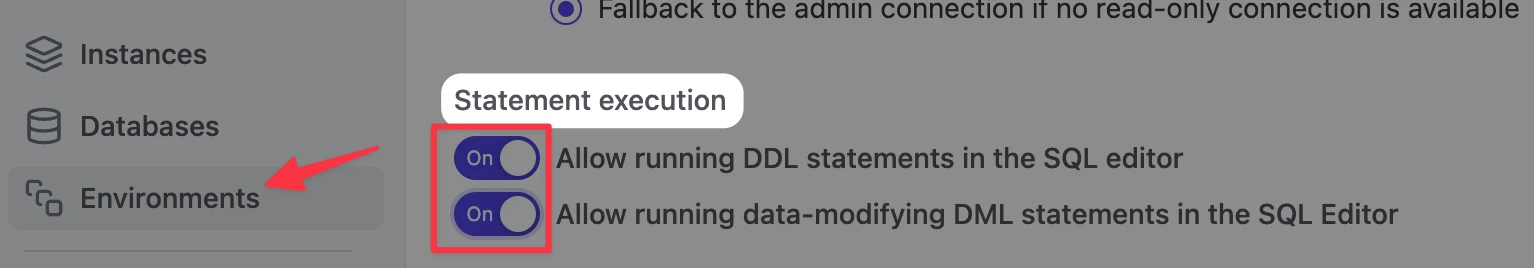 Fallback to the admin connection if no read-only connection is available
Instances
Databases
Environments
Statement execution
On Allow running DDL statements in the SQL editor
On Allow running data-modifying DML statements in the SQL Editor